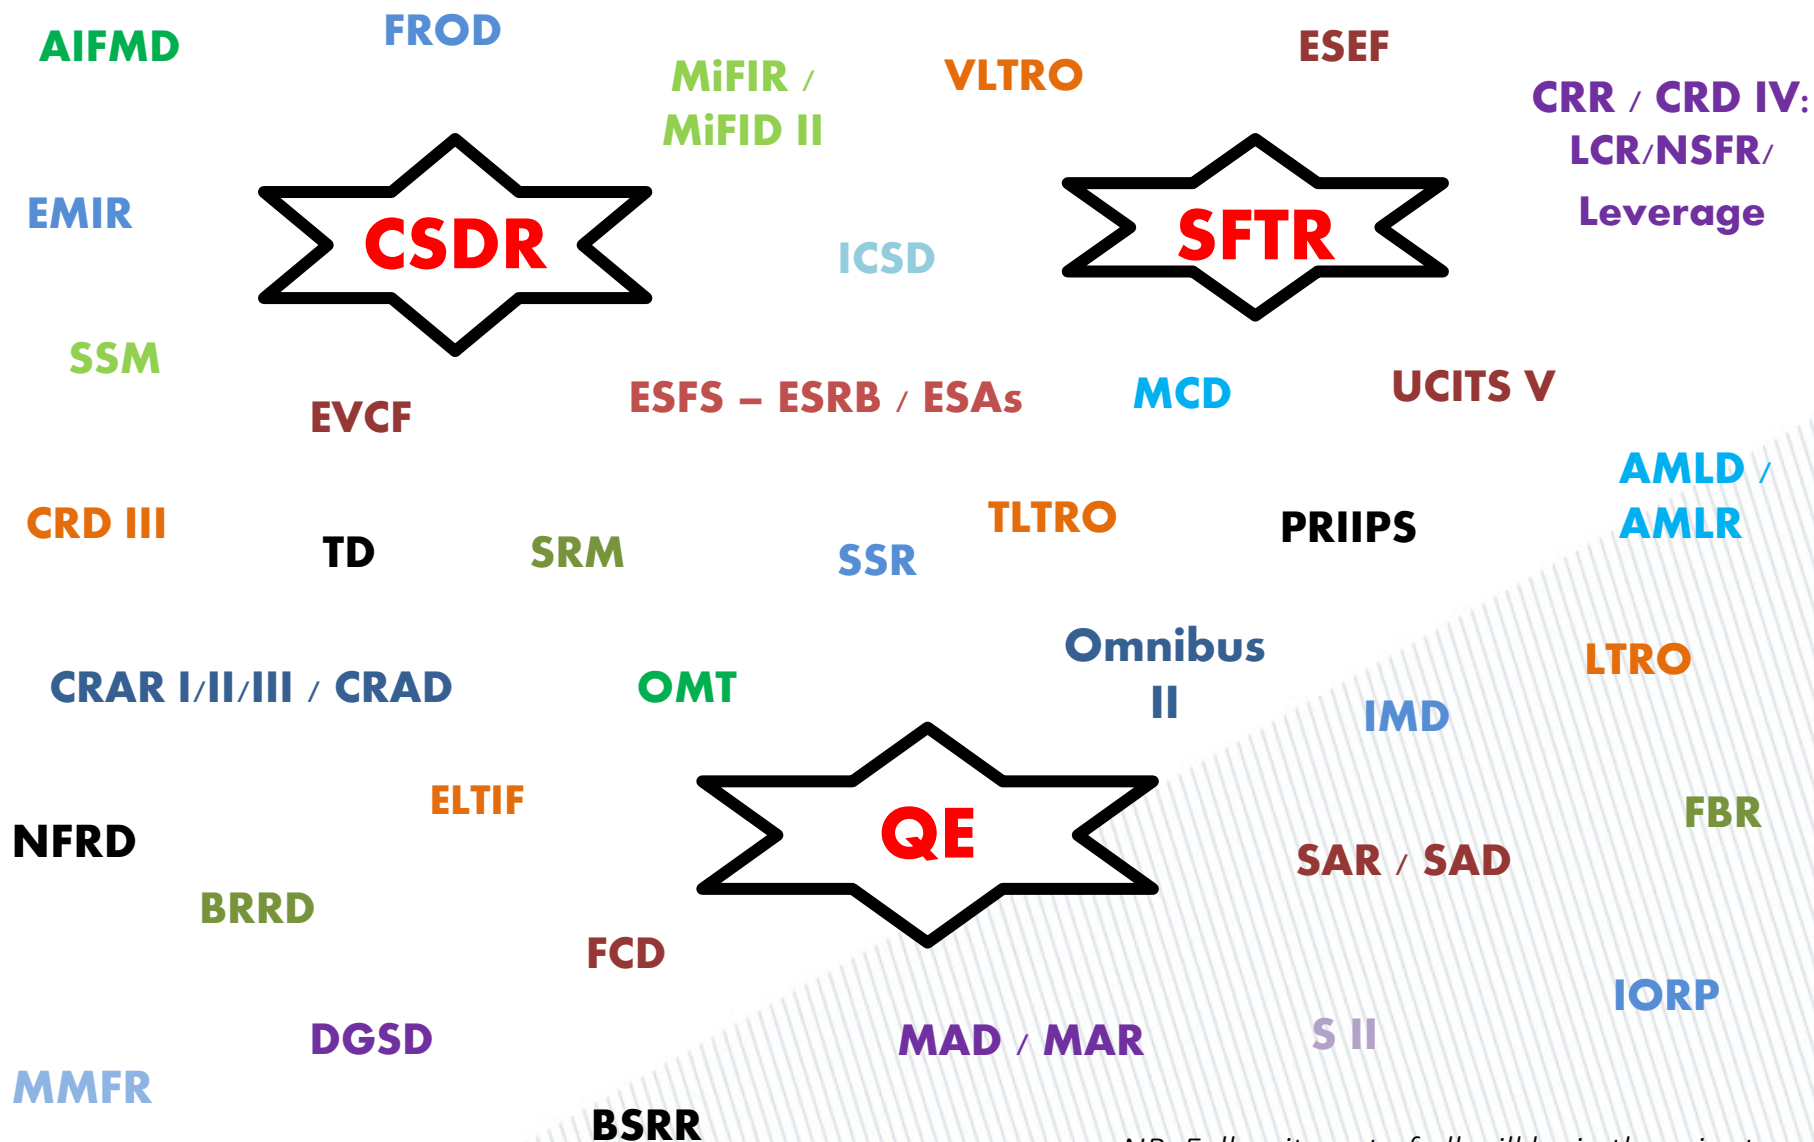 AIFMD
FROD
MiFIR /
MiFID II
VLTRO
ESEF
CRR / CRD IV:
LCR/NSFR/
Leverage
EMIR
CSDR
ICSD
SFTR
SSM
EVCF
ESFS – ESRB / ESAs
MCD
UCITS V
AMLD /
AMLR
CRD III
TD
SRM
SSR
TLTRO
PRIIPS
CRAR I/II/III / CRAD
OMT
Omnibus
II
LTRO
IMD
NFRD
ELTIF
QE
FBR
SAR / SAD
BRRD
FCD
IORP
DGSD
MAD / MAR
S II
MMFR
BSRR